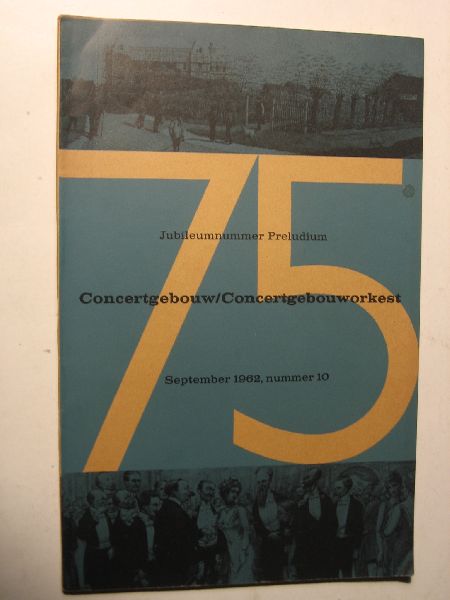 75
Jubileumnummer Preludium
Concertgebouw/Concertgebouworkest
September 1962, nummer 10